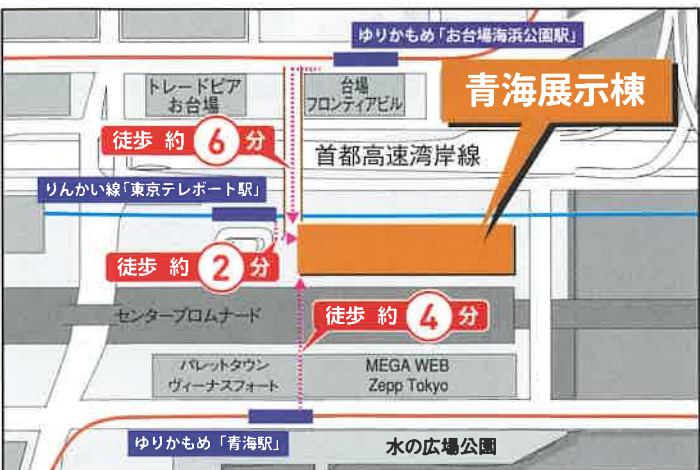 ゆりかもめ「お台場海浜公園駅」
トレードピア
お台場
台場
フロンティアビル
青海展示棟
徒歩 約 6 分
首都高速湾岸線
りんかい線「東京テレポート駅」
徒歩 約 2 分
センタープロムナード
徒歩 約 4 分
パレットタウン
ヴィーナスフォート
MEGA WEB
Zepp Tokyo
ゆりかもめ「青海駅」
水の広場公園